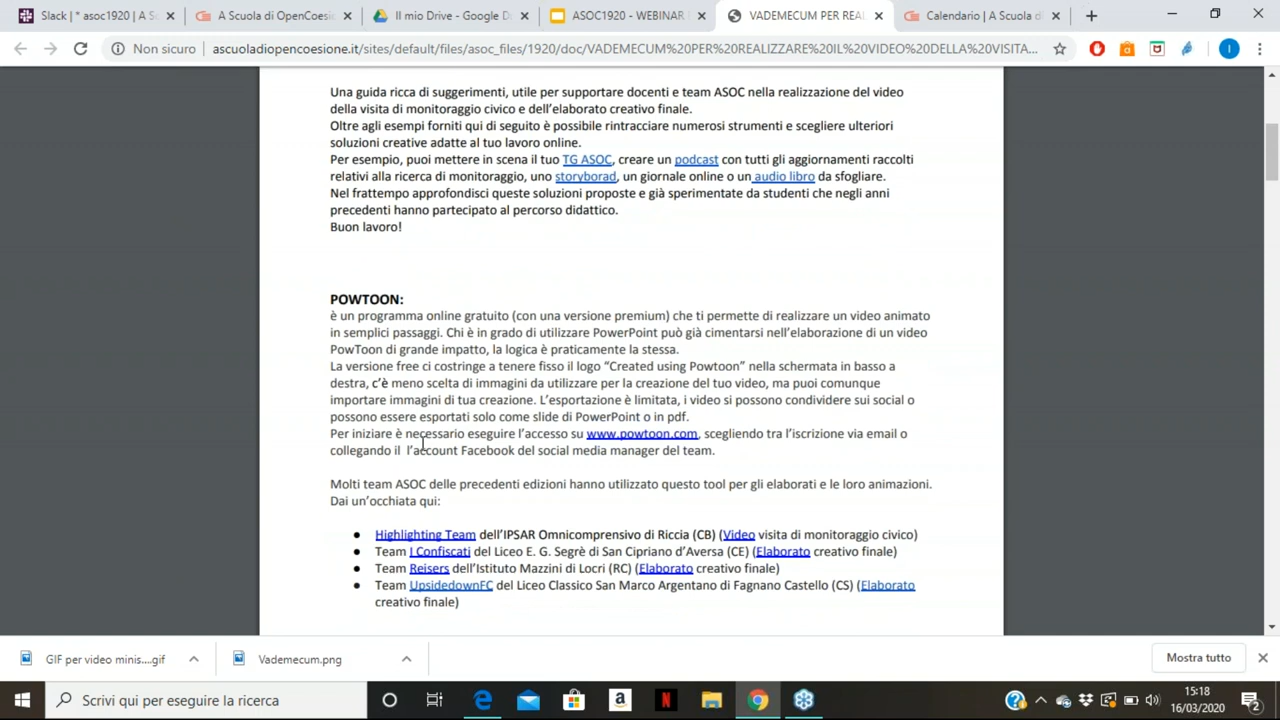 Slack | * asoc1920 | A S
A Scuola di OpenCoesi
Il mio Drive - Google D
ASOC1920 - WEBINAR
VADEMECUM PER REA
Calendario | A Scuola d
Non sicuro
ascuoladiopencoesione.it/sites/default/files/asoc_files/1920/doc/VADEMECUM%20PER%20REALIZZARE%20IL%20VIDEO%20DELLA%20VISITA...
Una guida ricca di suggerimenti, utile per supportare docenti e team ASOC nella realizzazione del video
della visita di monitoraggio civico e dell'elaborato creativo finale.
Oltre agli esempi forniti qui di seguito è possibile rintracciare numerosi strumenti e scegliere ulteriori
soluzioni creative adatte al tuo lavoro online.
Per esempio, puoi mettere in scena il tuo TG ASOC, creare un podcast con tutti gli aggiornamenti raccolti
relativi alla ricerca di monitoraggio, uno storyborad, un giornale online o un audio libro da sfogliare.
Nel frattempo approfondisci queste soluzioni proposte e già sperimentate da studenti che negli anni
precedenti hanno partecipato al percorso didattico.
Buon lavoro!
POWTOON:
è un programma online gratuito (con una versione premium) che ti permette di realizzare un video animato
in semplici passaggi. Chi è in grado di utilizzare PowerPoint può già cimentarsi nell'elaborazione di un video
PowToon di grande impatto, la logica è praticamente la stessa.
La versione free ci costringe a tenere fisso il logo "Created using Powtoon" nella schermata in basso a
destra, c'è meno scelta di immagini da utilizzare per la creazione del tuo video, ma puoi comunque
importare immagini di tua creazione. L'esportazione è limitata, i video si possono condividere sui social o
possono essere esportati solo come slide di PowerPoint o in pdf.
Per iniziare è necessario eseguire l'accesso su www.powtoon.com, scegliendo tra l'iscrizione via email o
collegando il l'account Facebook del social media manager del team.
Molti team ASOC delle precedenti edizioni hanno utilizzato questo tool per gli elaborati e le loro animazioni.
Dai un'occhiata qui:
● Highlighting Team dell'IPSAR Omnicomprensivo di Riccia (CB) (Video visita di monitoraggio civico)
● Team I Confiscati del Liceo E. G. Segrè di San Cipriano d'Aversa (CE) (Elaborato creativo finale)
● Team Reisers dell'Istituto Mazzini di Locri (RC) (Elaborato creativo finale)
● Team UpsidedownFC del Liceo Classico San Marco Argentano di Fagnano Castello (CS) (Elaborato
creativo finale)
GIF per video minis....gif
Vademecum.png
Mostra tutto
Scrivi qui per eseguire la ricerca
15:18
16/03/2020
2